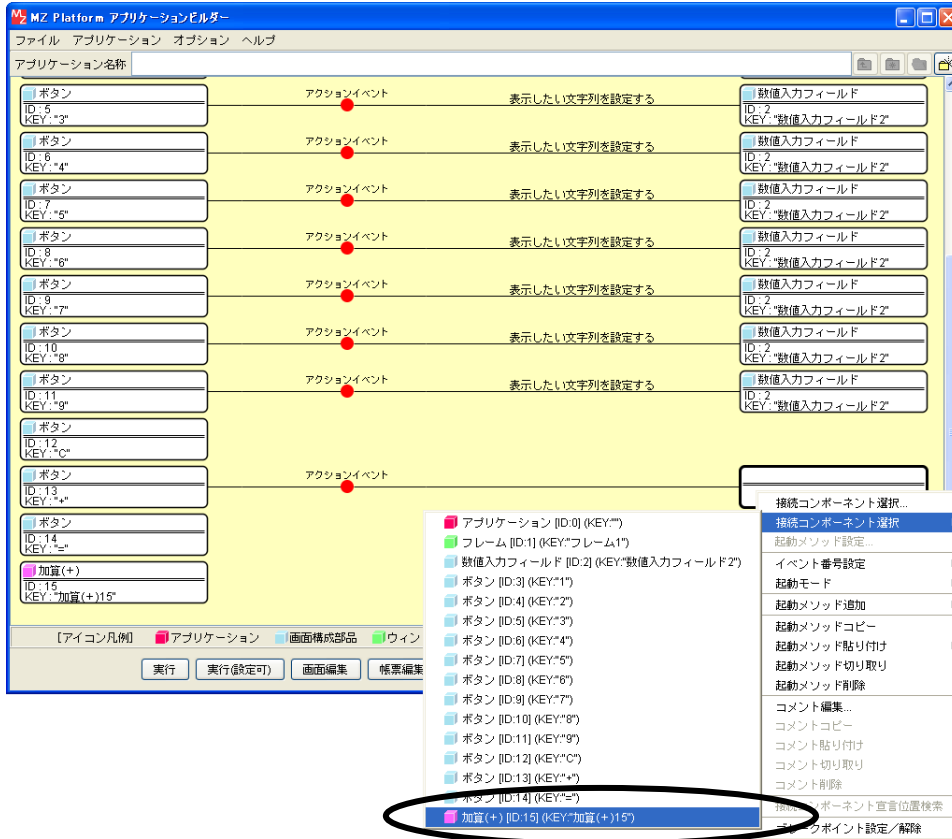 MZ Platform アプリケーションビルダー
ファイル アプリケーション オプション ヘルプ
アプリケーション名称
ボタン アクションイベント 表示したい文字列を設定する 数値入力フィールド
ID:5 ID:2
KEY:"3" KEY:"数値入力フィールド2"
ボタン アクションイベント 表示したい文字列を設定する 数値入力フィールド
ID:6 ID:2
KEY:"4" KEY:"数値入力フィールド2"
ボタン アクションイベント 表示したい文字列を設定する 数値入力フィールド
ID:7 ID:2
KEY:"5" KEY:"数値入力フィールド2"
ボタン アクションイベント 表示したい文字列を設定する 数値入力フィールド
ID:8 ID:2
KEY:"6" KEY:"数値入力フィールド2"
ボタン アクションイベント 表示したい文字列を設定する 数値入力フィールド
ID:9 ID:2
KEY:"7" KEY:"数値入力フィールド2"
ボタン アクションイベント 表示したい文字列を設定する 数値入力フィールド
ID:10 ID:2
KEY:"8" KEY:"数値入力フィールド2"
ボタン アクションイベント 表示したい文字列を設定する 数値入力フィールド
ID:11 ID:2
KEY:"9" KEY:"数値入力フィールド2"
ボタン
ID:12
KEY:"C"
ボタン アクションイベント
ID:13
KEY:"+"
ボタン
ID:14
KEY:"="
加算(+)
ID:15
KEY:"加算(+)15"
[アイコン凡例] アプリケーション 画面構成部品 ウィン
実行 実行(設定可) 画面編集 帳票編集
接続コンポーネント選択...
接続コンポーネント選択
起動メソッド設定...
イベント番号設定
起動モード
起動メソッド追加
起動メソッドコピー
起動メソッド貼り付け
起動メソッド切り取り
起動メソッド削除
コメント編集...
コメントコピー
コメント貼り付け
コメント切り取り
コメント削除
接続コンポーネント宣言位置検索
ブレークポイント設定/解除
アプリケーション [ID:0] (KEY:"")
フレーム [ID:1] (KEY:"フレーム1")
数値入力フィールド [ID:2] (KEY:"数値入力フィールド2")
ボタン [ID:3] (KEY:"1")
ボタン [ID:4] (KEY:"2")
ボタン [ID:5] (KEY:"3")
ボタン [ID:6] (KEY:"4")
ボタン [ID:7] (KEY:"5")
ボタン [ID:8] (KEY:"6")
ボタン [ID:9] (KEY:"7")
ボタン [ID:10] (KEY:"8")
ボタン [ID:11] (KEY:"9")
ボタン [ID:12] (KEY:"C")
ボタン [ID:13] (KEY:"+")
ボタン [ID:14] (KEY:"=")
加算(+) [ID:15] (KEY:"加算(+)15")